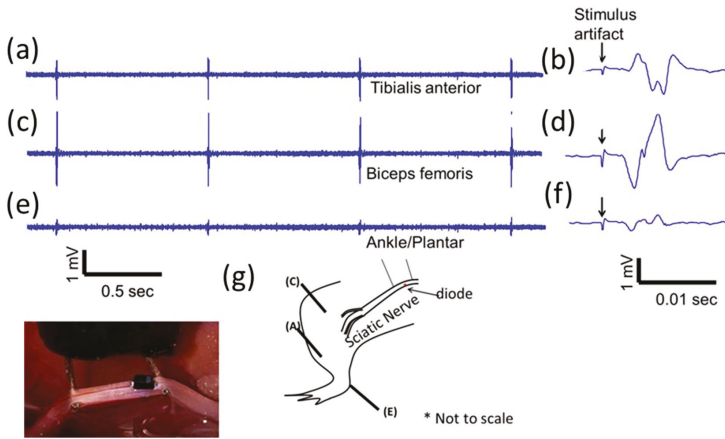 Stimulus
artifact
(a)
(b)
Tibialis anterior
(c)
(d)
Biceps femoris
(e)
(f)
Ankle/Plantar
1 mV
0.5 sec
(g)
1 mV
0.01 sec
(C)
diode
Sciatic Nerve
(A)
(E)
* Not to scale